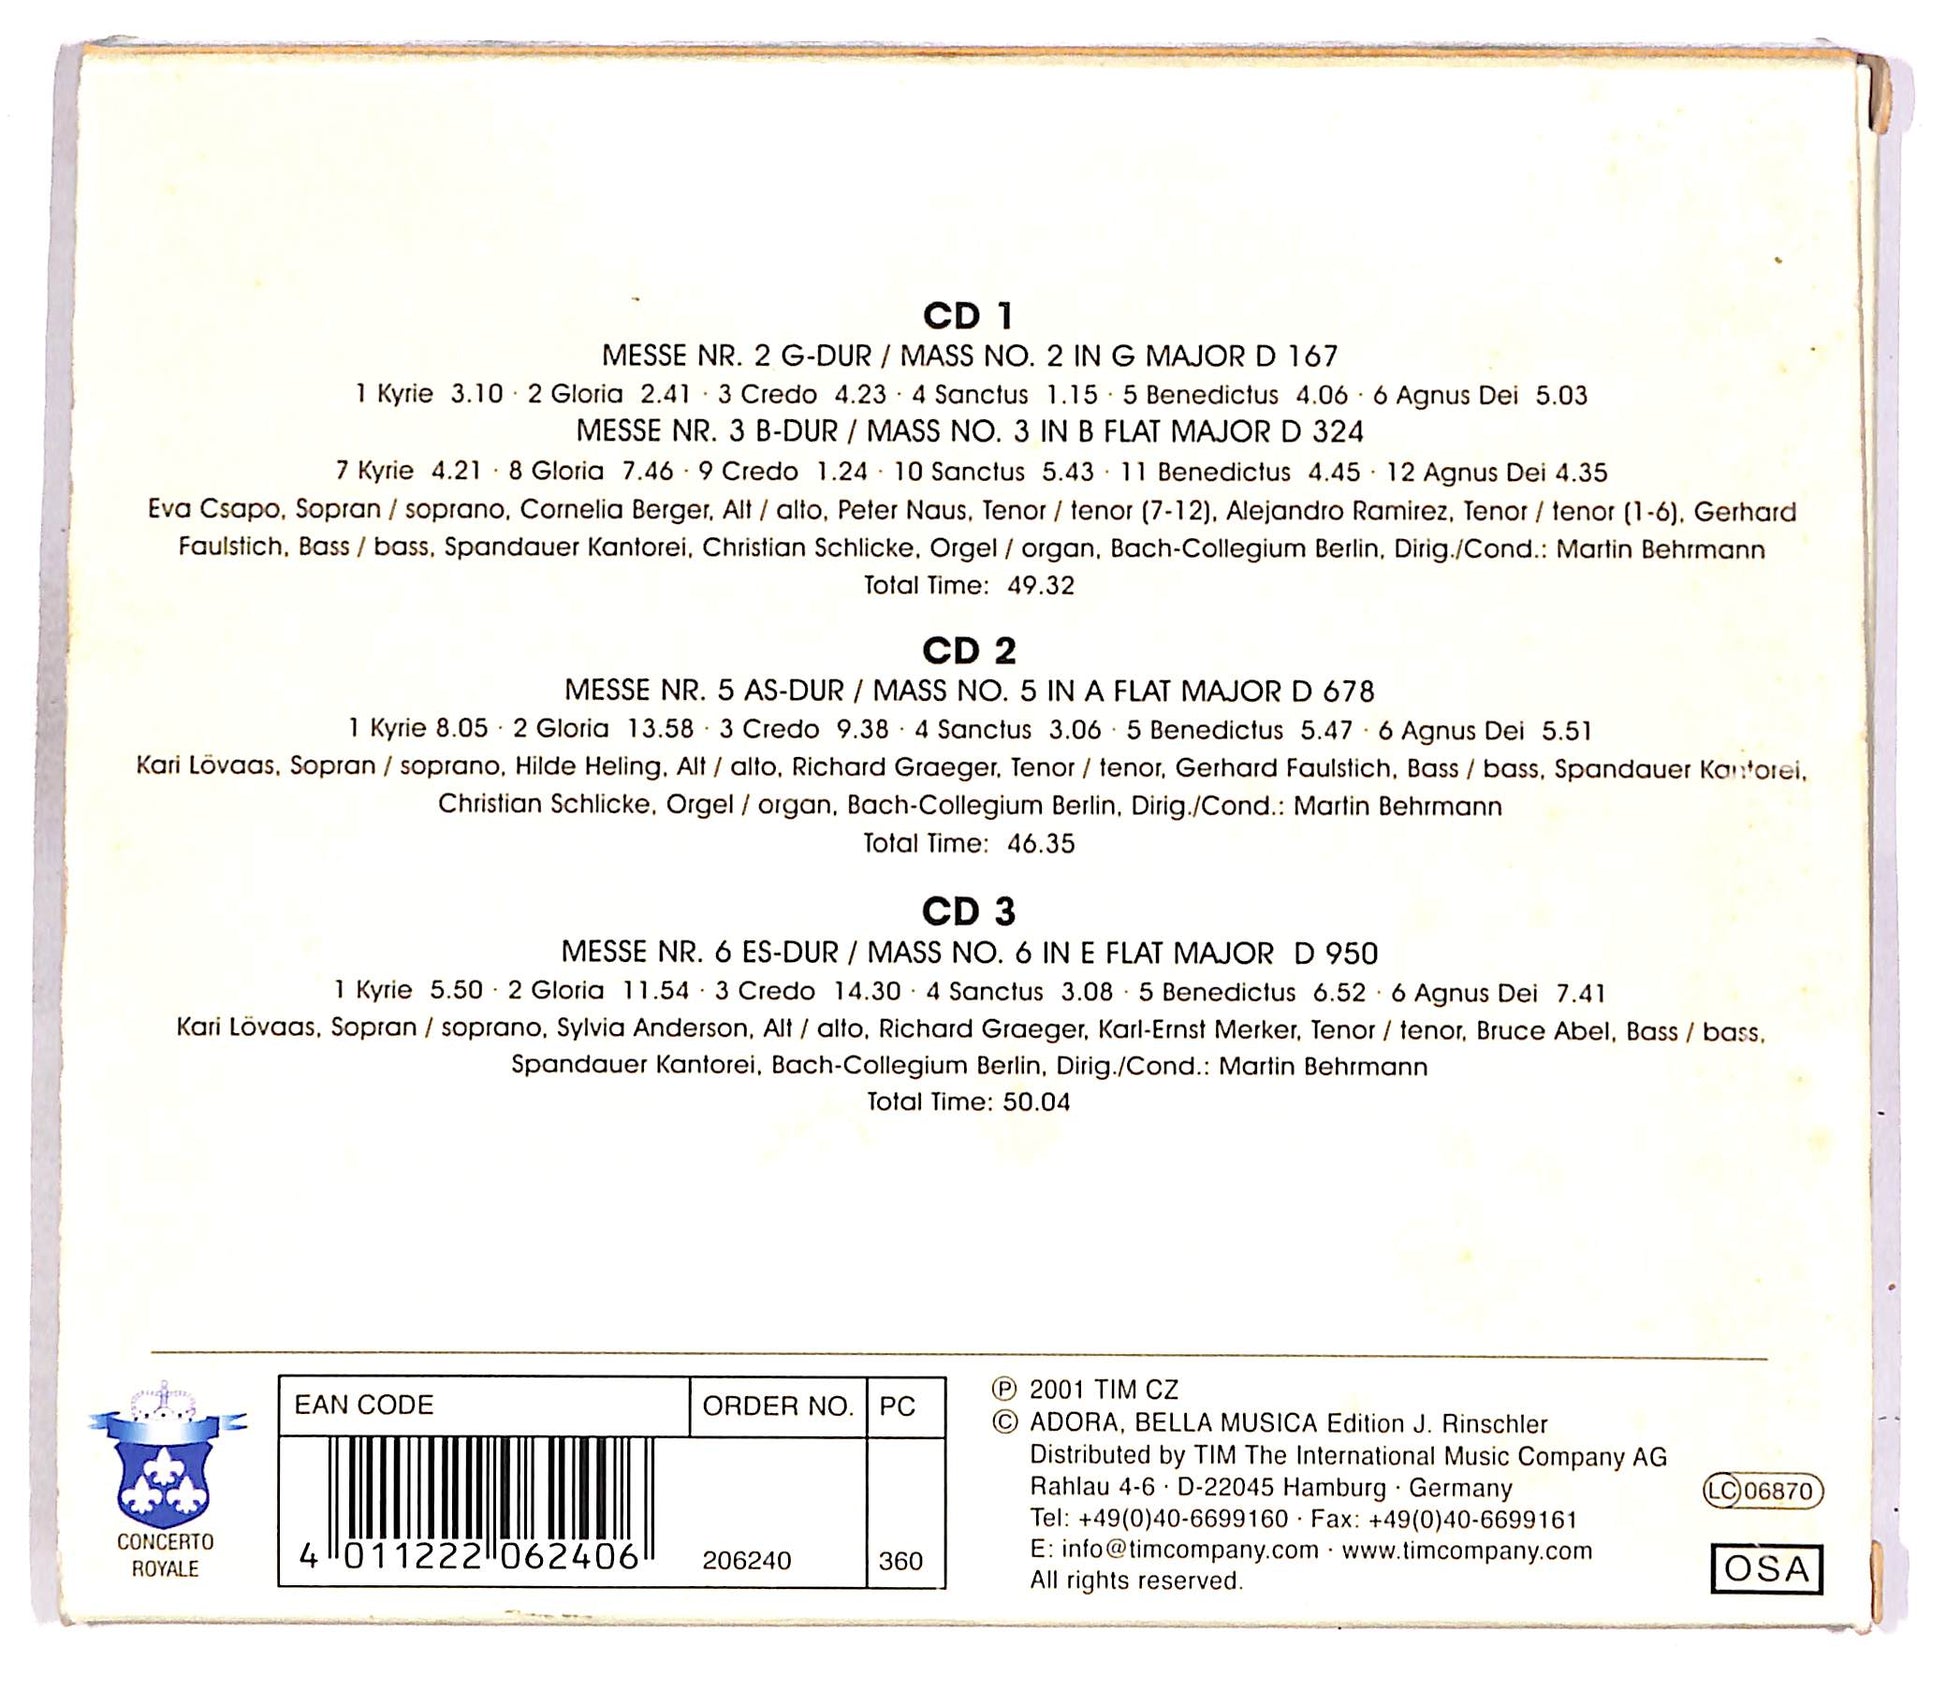 CD 1
MESSE NR. 2 G-DUR / MASS NO. 2 IN G MAJOR D 167
1 Kyrie 3.10 · 2 Gloria 2.41 · 3 Credo 4.23 · 4 Sanctus 1.15 · 5 Benedictus 4.06 · 6 Agnus Dei 5.03
MESSE NR. 3 B-DUR / MASS NO. 3 IN B FLAT MAJOR D 324
7 Kyrie 4.21 · 8 Gloria 7.46 · 9 Credo 1.24 · 10 Sanctus 5.43 · 11 Benedictus 4.45 · 12 Agnus Dei 4.35
Eva Csapo, Sopran / soprano, Cornelia Berger, Alt / alto, Peter Naus, Tenor / tenor (7-12), Alejandro Ramirez, Tenor / tenor (1-6), Gerhard
Faulstich, Bass / bass, Spandauer Kantorei, Christian Schlicke, Orgel / organ, Bach-Collegium Berlin, Dirig./Cond.: Martin Behrmann
Total Time: 49.32
CD 2
MESSE NR. 5 AS-DUR / MASS NO. 5 IN A FLAT MAJOR D 678
1 Kyrie 8.05 · 2 Gloria 13.58 · 3 Credo 9.38 · 4 Sanctus 3.06 · 5 Benedictus 5.47 · 6 Agnus Dei 5.51
Kari Lövaas, Sopran / soprano, Hilde Heling, Alt / alto, Richard Graeger, Tenor / tenor, Gerhard Faulstich, Bass / bass, Spandauer Kantorei,
Christian Schlicke, Orgel / organ, Bach-Collegium Berlin, Dirig./Cond.: Martin Behrmann
Total Time: 46.35
CD 3
MESSE NR. 6 ES-DUR / MASS NO. 6 IN E FLAT MAJOR D 950
1 Kyrie 5.50 · 2 Gloria 11.54 · 3 Credo 14.30 · 4 Sanctus 3.08 · 5 Benedictus 6.52 · 6 Agnus Dei 7.41
Kari Lövaas, Sopran / soprano, Sylvia Anderson, Alt / alto, Richard Graeger, Karl-Ernst Merker, Tenor / tenor, Bruce Abel, Bass / bass,
Spandauer Kantorei, Bach-Collegium Berlin, Dirig./Cond.: Martin Behrmann
Total Time: 50.04
CONCERTO
ROYALE
EAN CODE
ORDER NO.
PC
4 011222 062406
206240
360
℗ 2001 TIM CZ
© ADORA, BELLA MUSICA Edition J. Rinschler
Distributed by TIM The International Music Company AG
Rahlau 4-6 · D-22045 Hamburg · Germany
Tel: +49(0)40-6699160 · Fax: +49(0)40-6699161
E: info@timcompany.com · www.timcompany.com
All rights reserved.
LC 06870
OSA